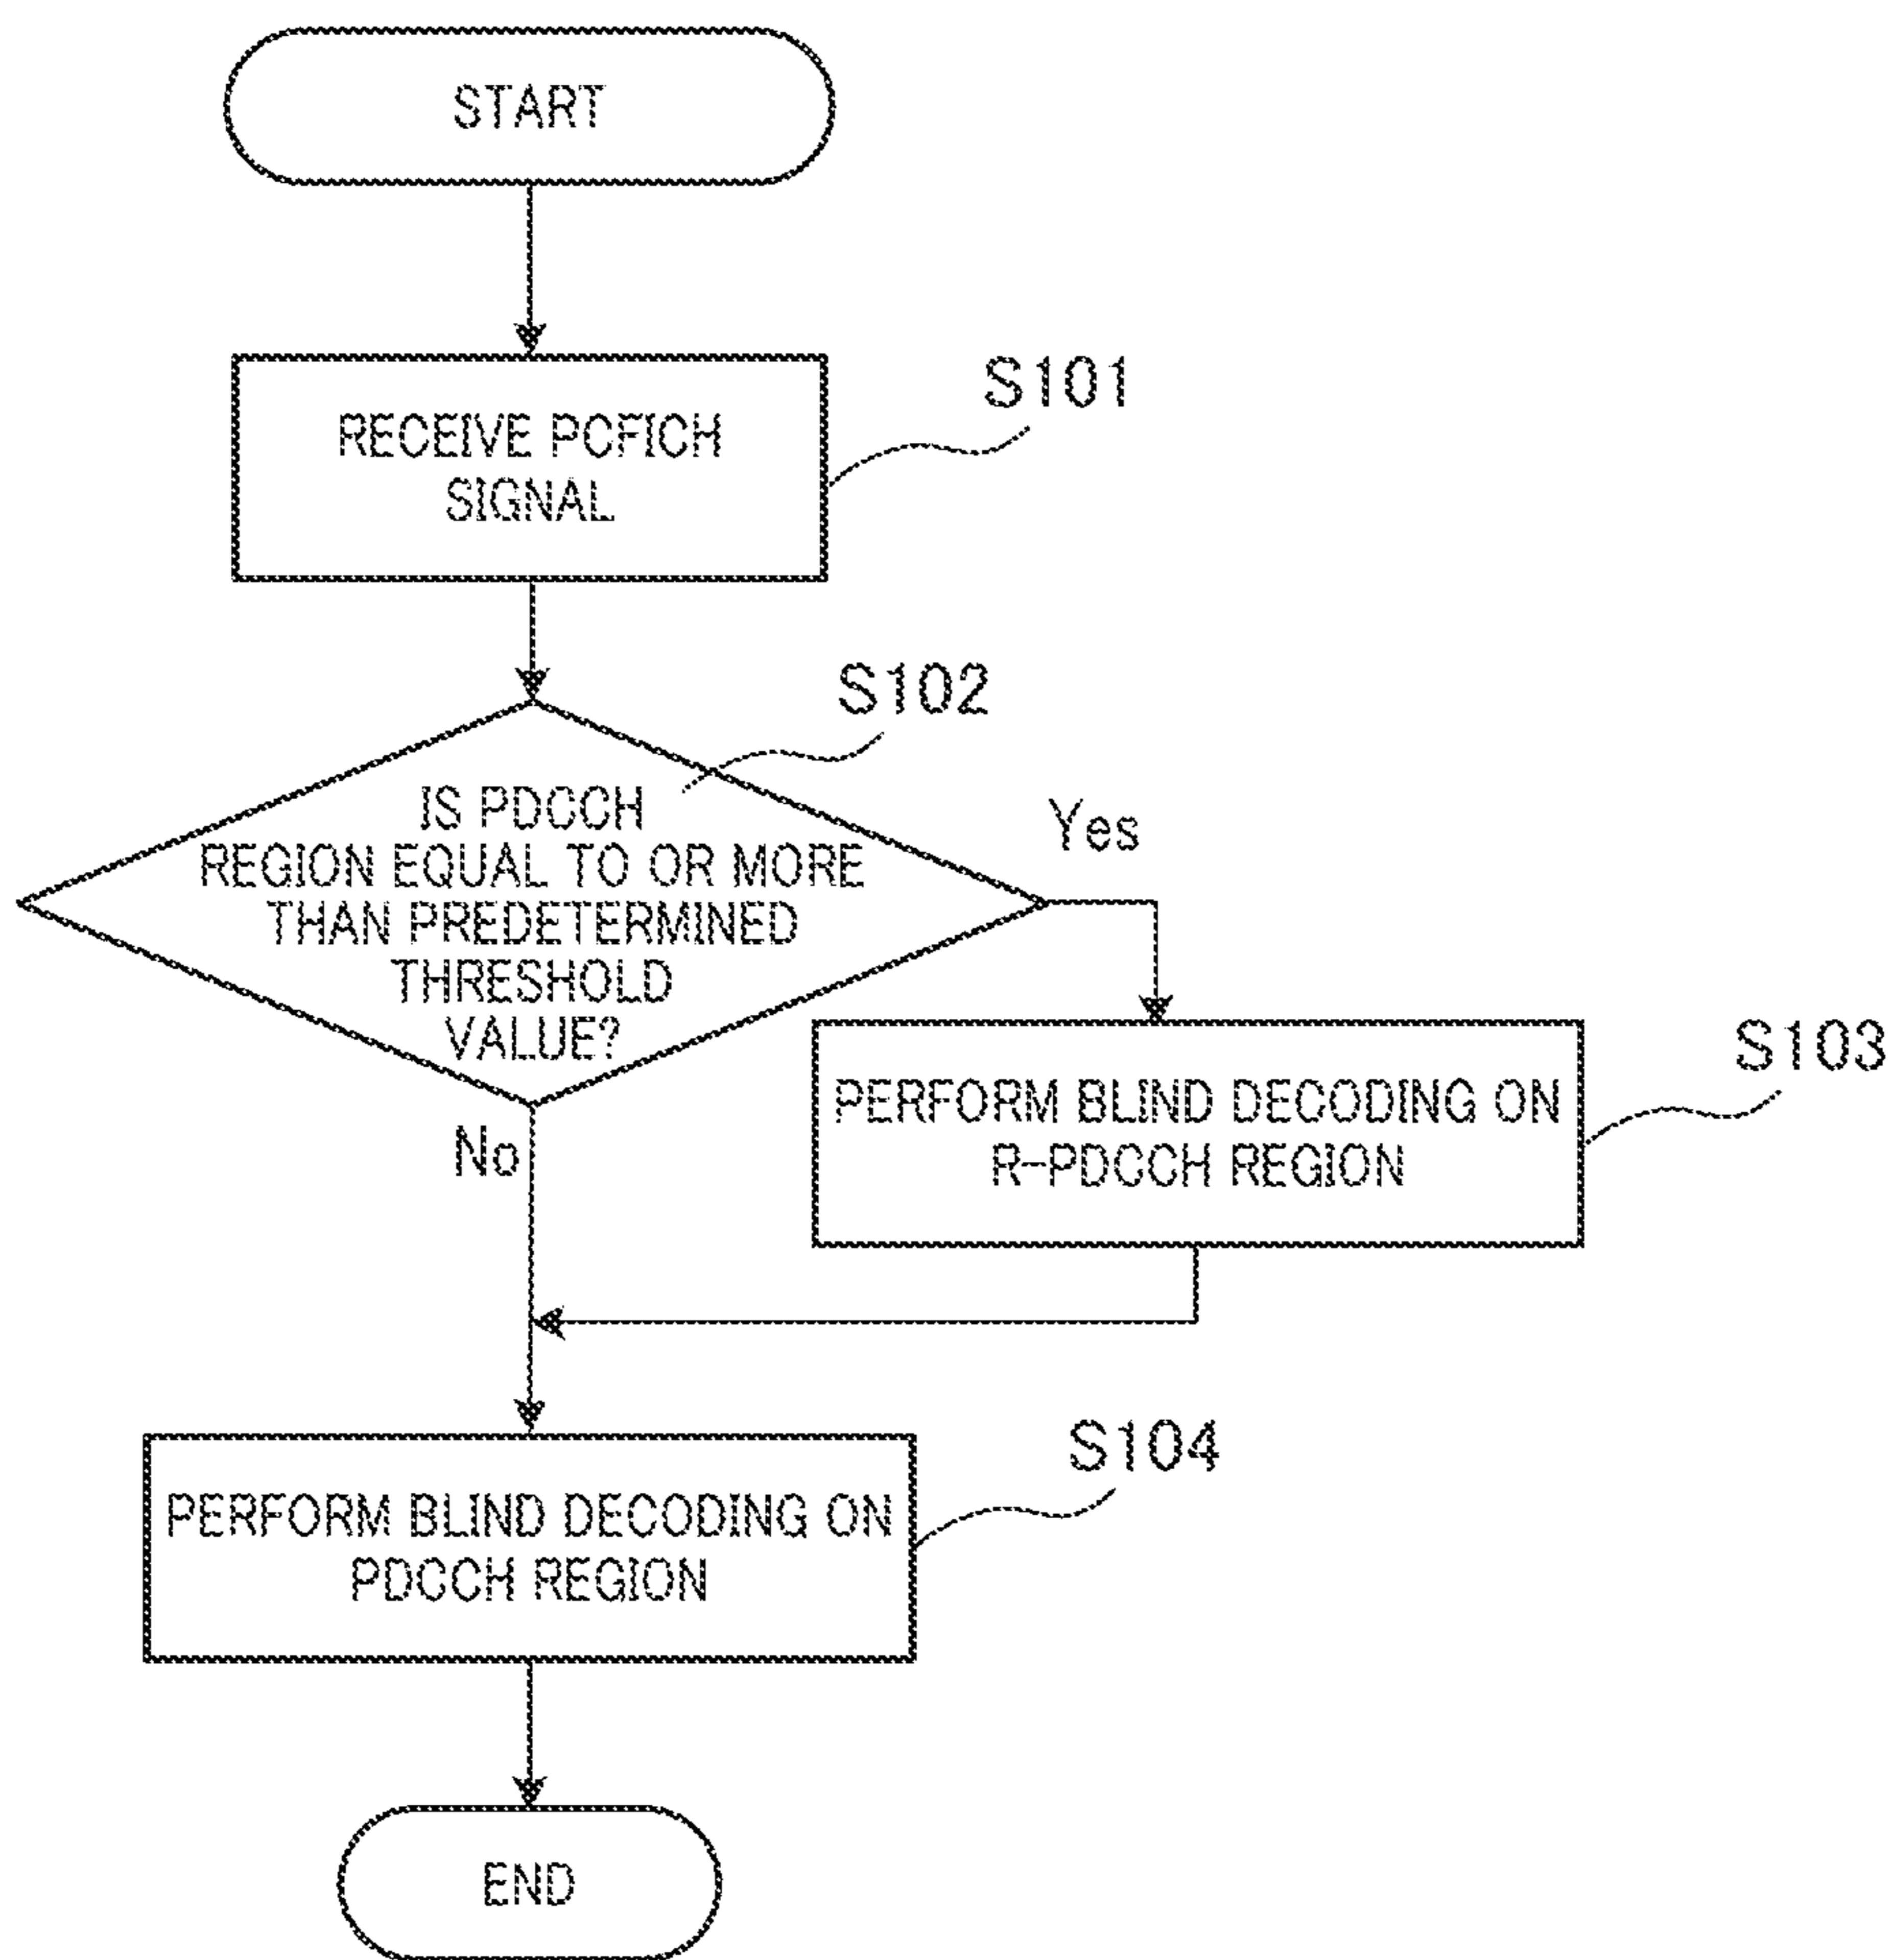 START
RECEIVE PCFICH
SIGNAL
S101
IS PDCCH
REGION EQUAL TO OR MORE
THAN PREDETERMINED
THRESHOLD
VALUE?
S102
Yes
No
PERFORM BLIND DECODING ON
R-PDCCH REGION
S103
PERFORM BLIND DECODING ON
PDCCH REGION
S104
END